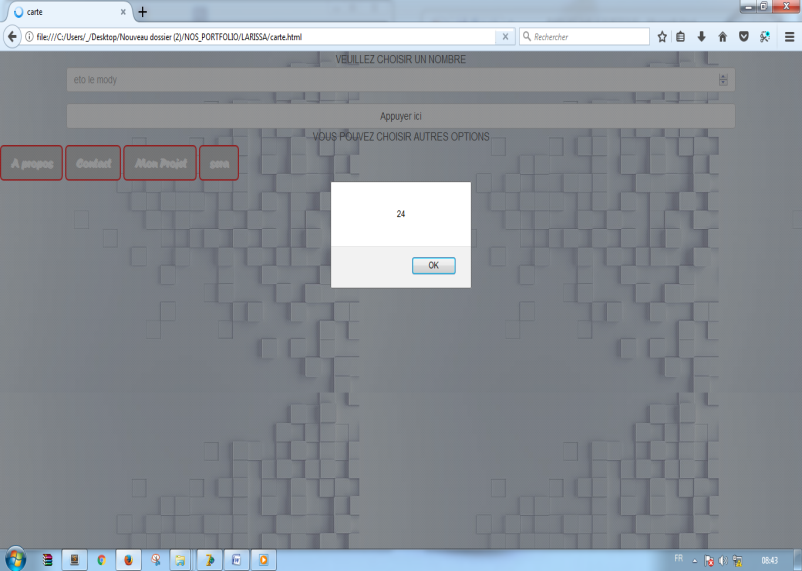 carte
file:///C:/Users/_/Desktop/Nouveau dossier (2)/NOS_PORTFOLIO/LARISSA/carte.html
Rechercher
VEUILLEZ CHOISIR UN NOMBRE
eto le mody
Appuyer ici
VOUS POUVEZ CHOISIR AUTRES OPTIONS
A propos Contact Mon Projet
24
OK
FR 08:43